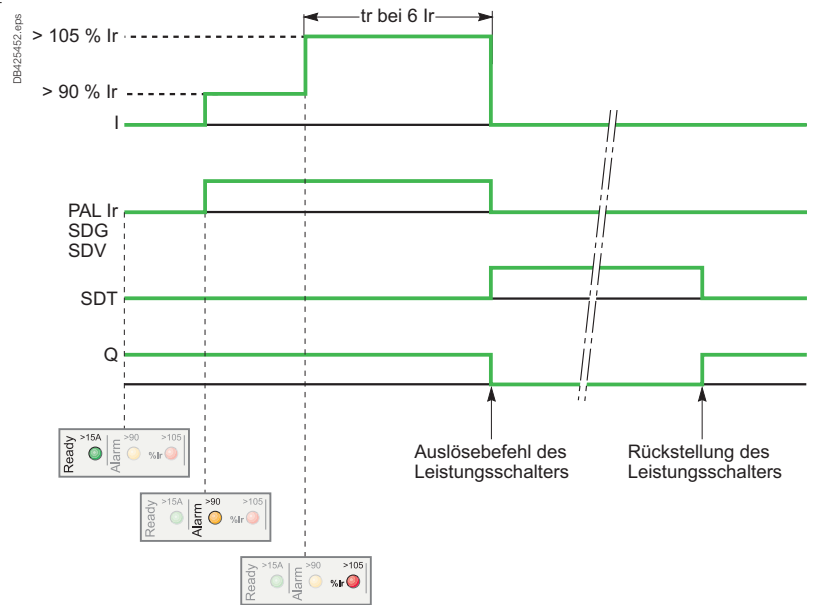 DB425452.eps
tr bei 6 Ir
> 105 % Ir
> 90 % Ir
I
PAL Ir
SDG
SDV
SDT
Q
Auslösebefehl des
Leistungsschalters
Rückstellung des
Leistungsschalters
Ready >15A Alarm >90 %Ir >105
Ready >15A Alarm >90 %Ir >105
Ready >15A Alarm >90 %Ir >105